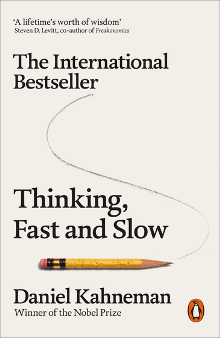 ‘A lifetime’s worth of wisdom’
Steven D. Levitt, co-author of Freakonomics
The International
Bestseller
Thinking,
Fast and Slow
Daniel Kahneman
Winner of the Nobel Prize